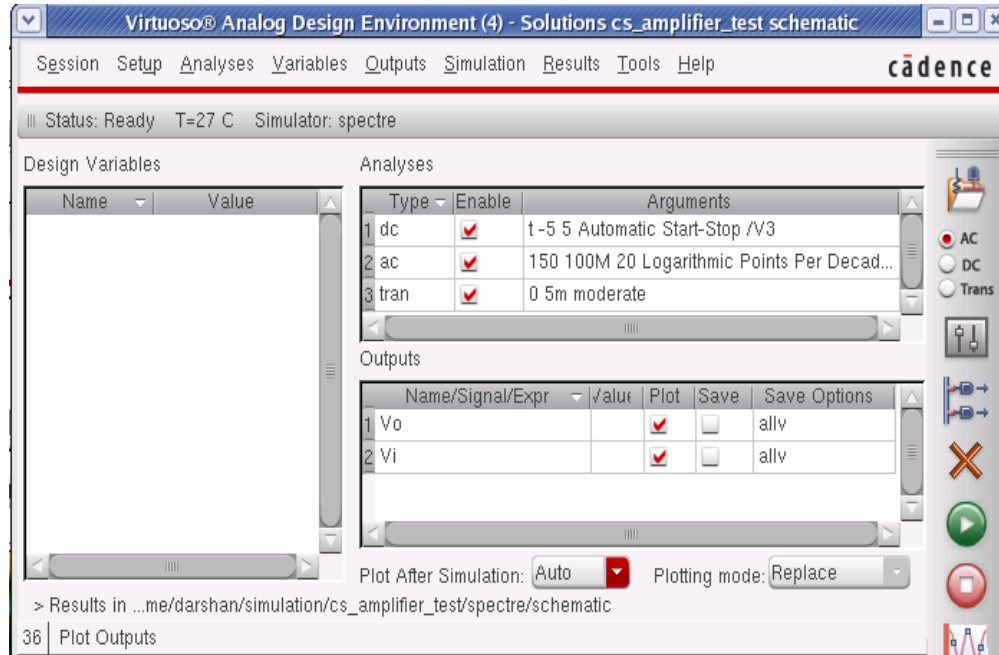 Virtuoso® Analog Design Environment (4) - Solutions cs_amplifier_test schematic
Session Setup Analyses Variables Outputs Simulation Results Tools Help cādence
Status: Ready T=27 C Simulator: spectre
Design Variables
Name Value
Analyses
Type Enable Arguments
1 dc t -5 5 Automatic Start-Stop /V3
2 ac 150 100M 20 Logarithmic Points Per Decad...
3 tran 0 5m moderate
AC
DC
Trans
Outputs
Name/Signal/Expr Value Plot Save Save Options
1 Vo allv
2 Vi allv
Plot After Simulation: Auto Plotting mode: Replace
> Results in ...me/darshan/simulation/cs_amplifier_test/spectre/schematic
36 Plot Outputs